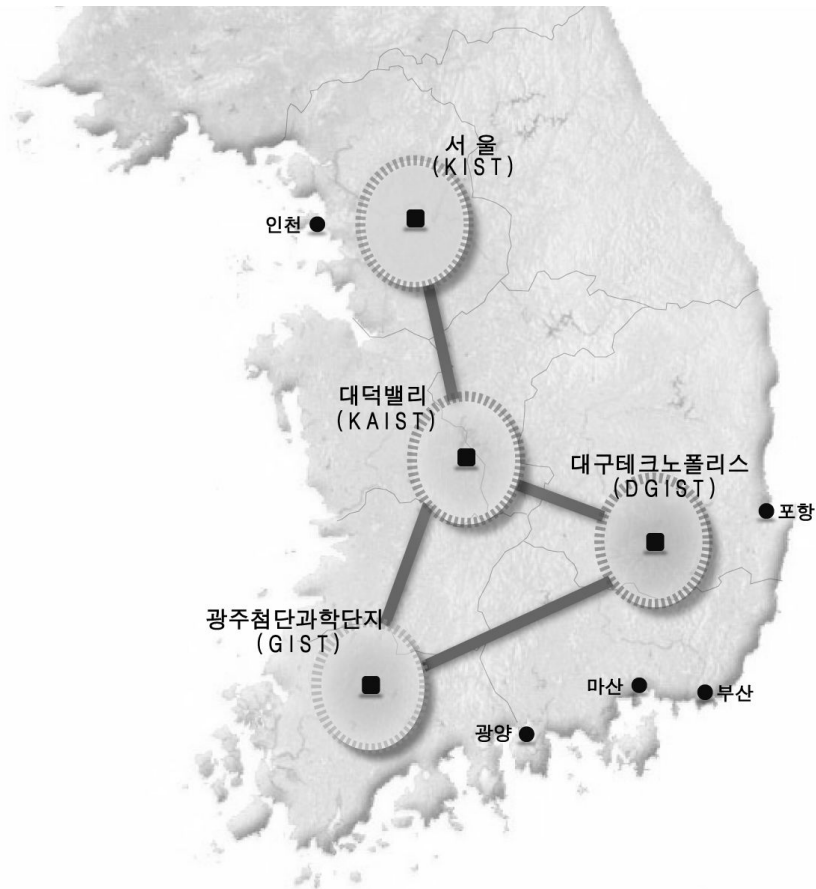 서 울
(KIST)
인천
대덕밸리
(KAIST)
대구테크노폴리스
(DGIST)
포항
광주첨단과학단지
(GIST)
마산
부산
광양